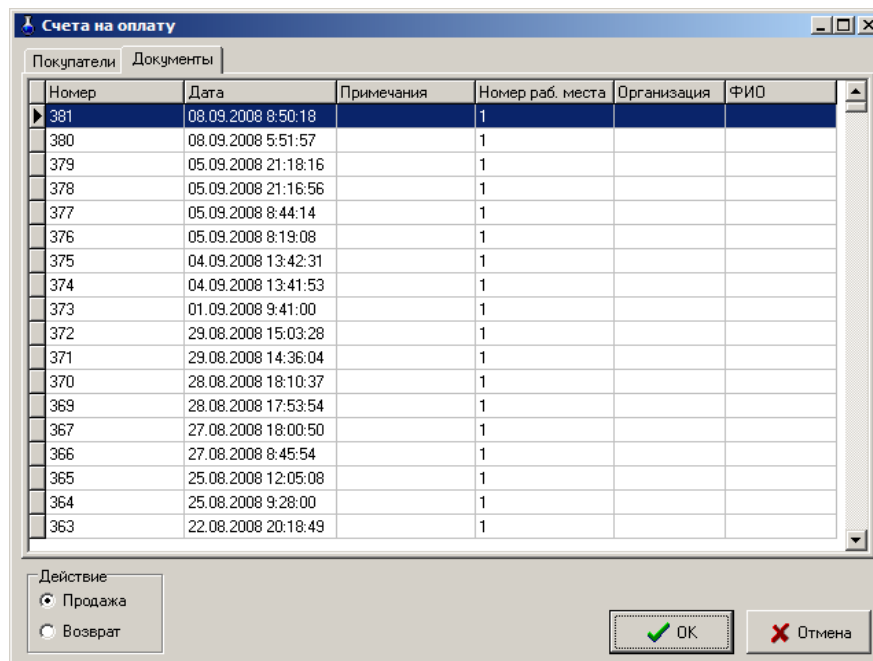 Счета на оплату
Покупатели Документы
Номер Дата Примечания Номер раб. места Организация ФИО
381 08.09.2008 8:50:18 1
380 08.09.2008 5:51:57 1
379 05.09.2008 21:18:16 1
378 05.09.2008 21:16:56 1
377 05.09.2008 8:44:14 1
376 05.09.2008 8:19:08 1
375 04.09.2008 13:42:31 1
374 04.09.2008 13:41:53 1
373 01.09.2008 9:41:00 1
372 29.08.2008 15:03:28 1
371 29.08.2008 14:36:04 1
370 28.08.2008 18:10:37 1
369 28.08.2008 17:53:54 1
367 27.08.2008 18:00:50 1
366 27.08.2008 8:45:54 1
365 25.08.2008 12:05:08 1
364 25.08.2008 9:28:00 1
363 22.08.2008 20:18:49 1
Действие
Продажа
Возврат
OK Отмена